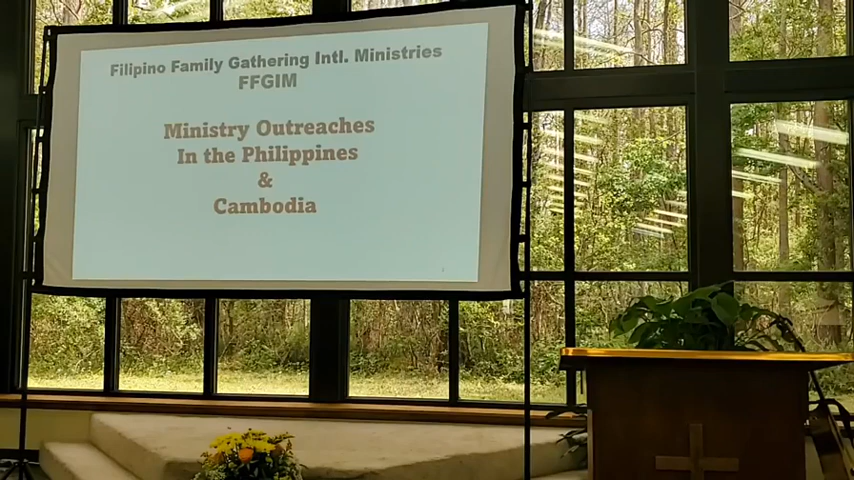 Filipino Family Gathering Intl. Ministries
FFGIM
Ministry Outreaches
In the Philippines
&
Cambodia